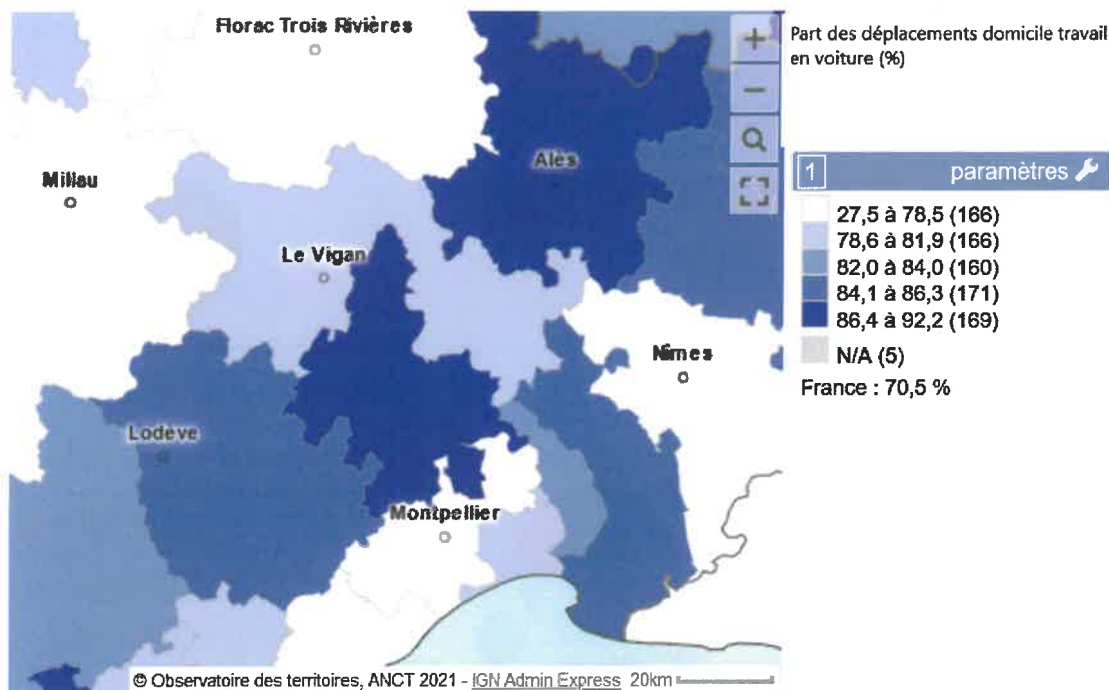 Florac Trois Rivières
Part des déplacements domicile travail
en voiture (%)
+
−
Alès
Millau
1 paramètres
27,5 à 78,5 (166)
78,6 à 81,9 (166)
82,0 à 84,0 (160)
84,1 à 86,3 (171)
86,4 à 92,2 (169)
N/A (5)
France : 70,5 %
Le Vigan
Nîmes
Lodève
Montpellier
© Observatoire des territoires, ANCT 2021 - IGN Admin Express 20km